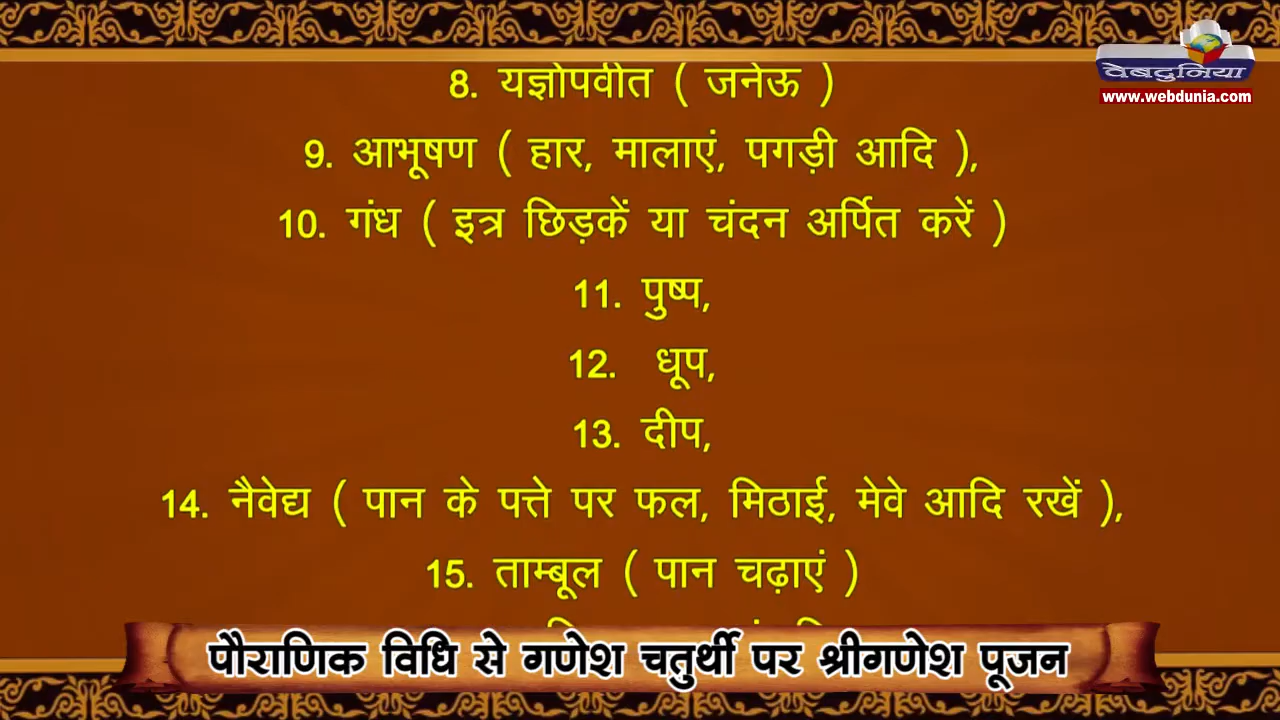 वेबदुनिया
www.webdunia.com
8. यज्ञोपवीत ( जनेऊ )
9. आभूषण ( हार, मालाएं, पगड़ी आदि ),
10. गंध ( इत्र छिड़कें या चंदन अर्पित करें )
11. पुष्प,
12. धूप,
13. दीप,
14. नैवेद्य ( पान के पत्ते पर फल, मिठाई, मेवे आदि रखें ),
15. ताम्बूल ( पान चढ़ाएं )
पौराणिक विधि से गणेश चतुर्थी पर श्रीगणेश पूजन